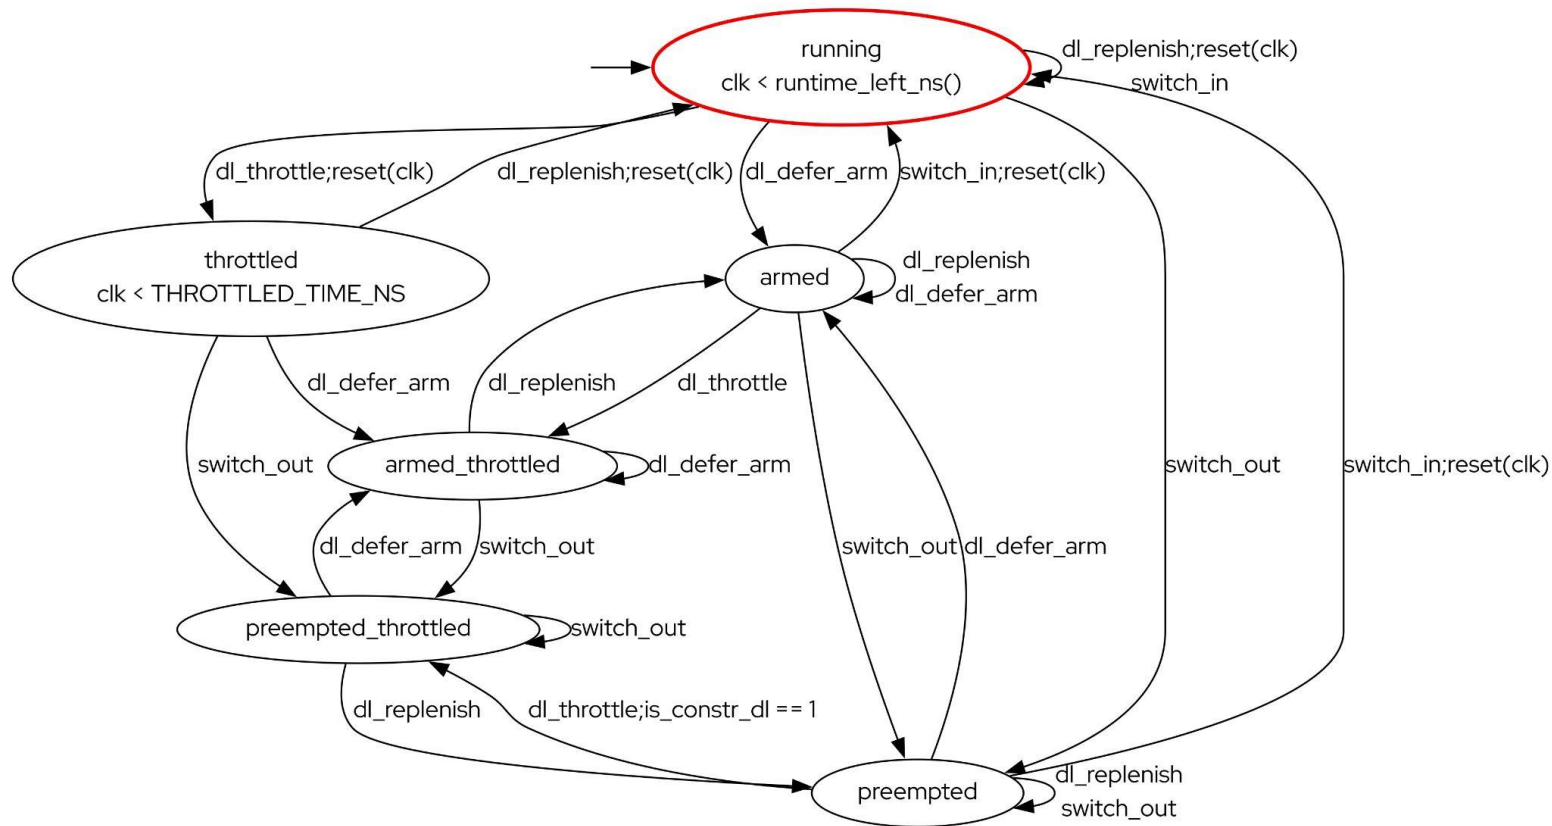 running
clk < runtime_left_ns()
dl_replenish;reset(clk)
switch_in
dl_throttle;reset(clk)
dl_replenish;reset(clk)
dl_defer_arm
switch_in;reset(clk)
throttled
clk < THROTTLED_TIME_NS
armed
dl_replenish
dl_defer_arm
dl_defer_arm
dl_replenish
dl_throttle
switch_out
armed_throttled
dl_defer_arm
switch_out
switch_in;reset(clk)
dl_defer_arm
switch_out
switch_out
dl_defer_arm
preempted_throttled
switch_out
dl_replenish
dl_throttle;is_constr_dl == 1
preempted
dl_replenish
switch_out